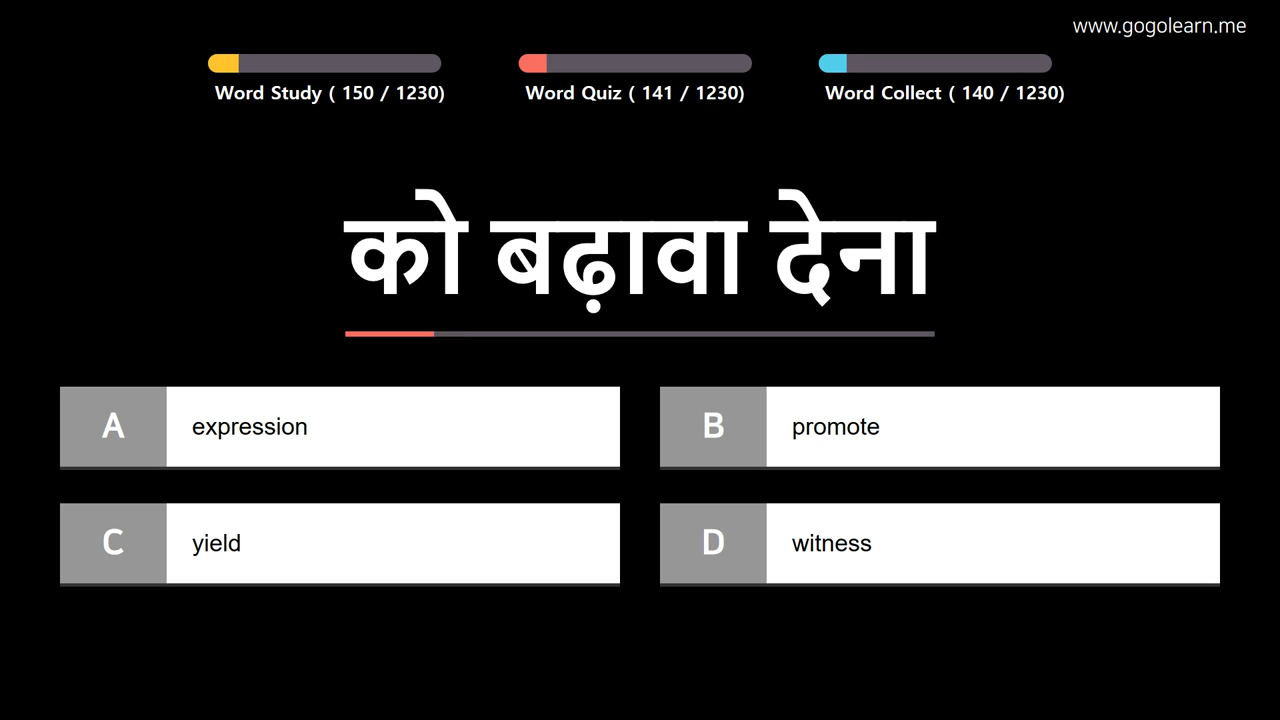 www.gogolearn.me
Word Study ( 150 / 1230)
Word Quiz ( 141 / 1230)
Word Collect ( 140 / 1230)
को बढ़ावा देना
A expression
B promote
C yield
D witness